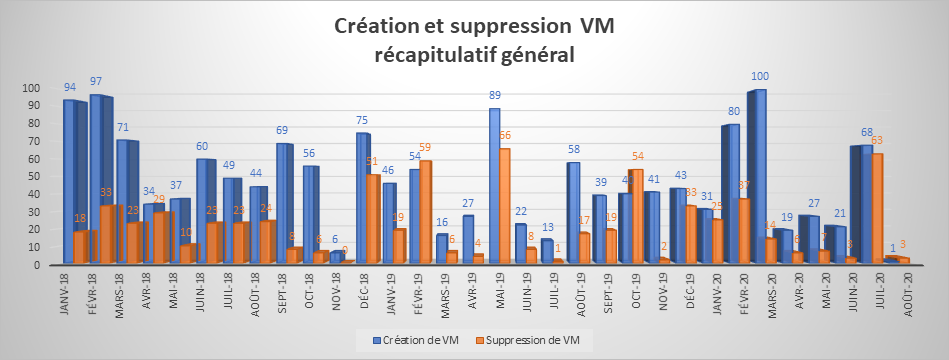 Création et suppression VM
récapitulatif général
100
90
80
70
60
50
40
30
20
10
0
94 97 71 34 37 60 49 44 69 56 6 75 46 54 16 27 89 22 13 58 39 41 43 31 80 100 19 27 21 68 1
18 33 23 29 10 23 23 24 8 6 0 51 19 59 6 4 66 8 1 17 19 54 2 33 25 37 14 6 7 3 63 3
JANV-18 FÉVR-18 MARS-18 AVR-18 MAI-18 JUIN-18 JUIL-18 AOÛT-18 SEPT-18 OCT-18 NOV-18 DÉC-18 JANV-19 FÉVR-19 MARS-19 AVR-19 MAI-19 JUIN-19 JUIL-19 AOÛT-19 SEPT-19 OCT-19 NOV-19 DÉC-19 JANV-20 FÉVR-20 MARS-20 AVR-20 MAI-20 JUIN-20 JUIL-20 AOÛT-20
Création de VM Suppression de VM